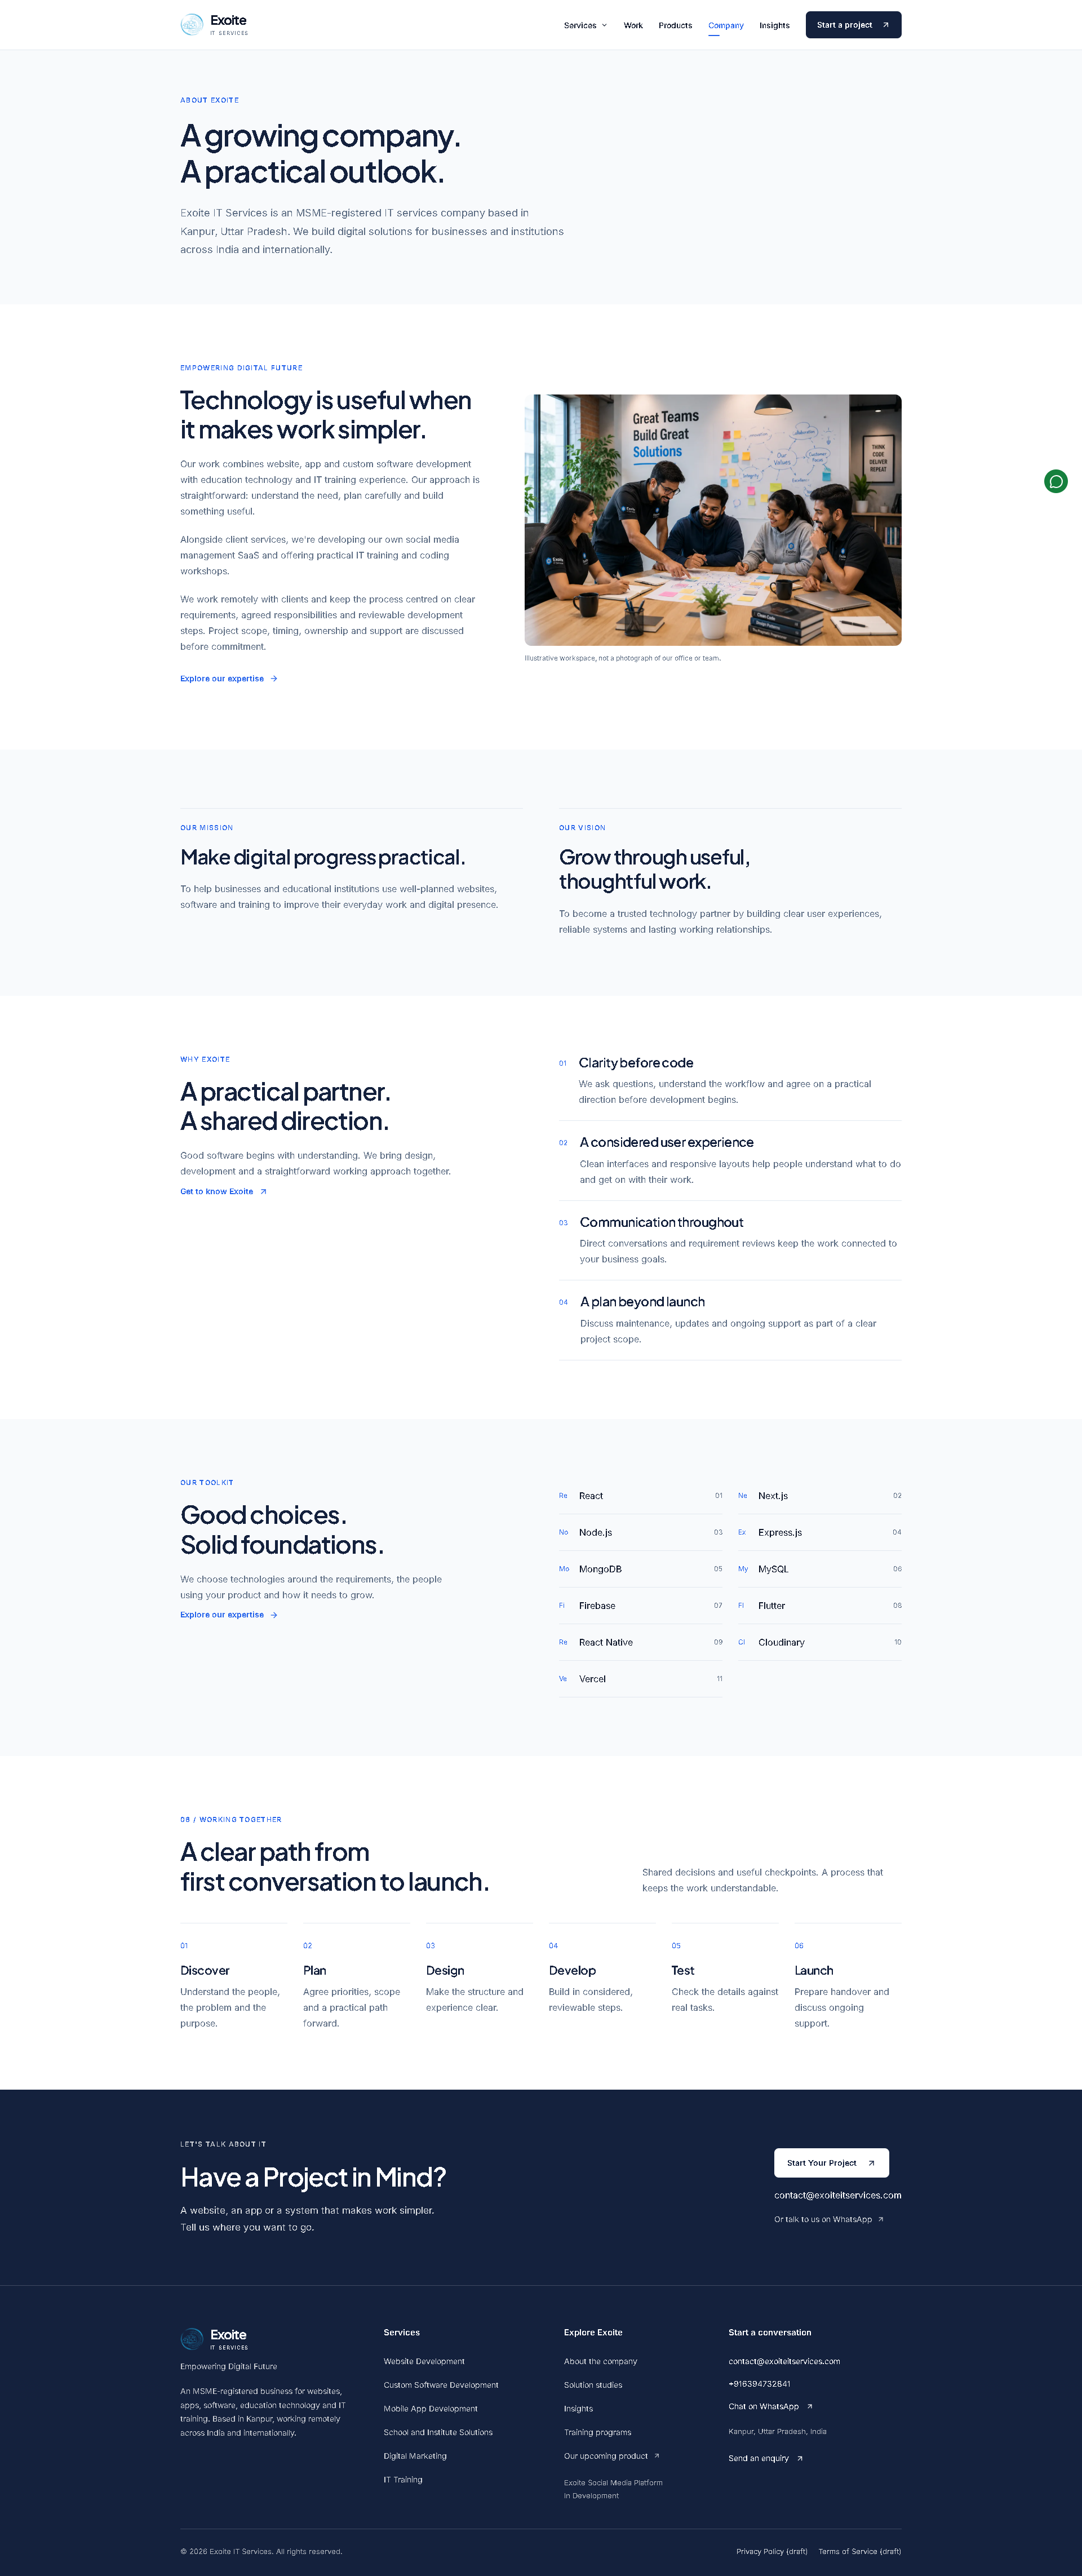 Exoite
IT SERVICES
Services
Work
Products
Company
Insights
Start a project
ABOUT EXOITE
A growing company.
A practical outlook.
Exoite IT Services is an MSME-registered IT services company based in
Kanpur, Uttar Pradesh. We build digital solutions for businesses and institutions
across India and internationally.
EMPOWERING DIGITAL FUTURE
Technology is useful when
it makes work simpler.
Our work combines website, app and custom software development
with education technology and IT training experience. Our approach is
straightforward: understand the need, plan carefully and build
something useful.
Alongside client services, we're developing our own social media
management SaaS and offering practical IT training and coding
workshops.
We work remotely with clients and keep the process centred on clear
requirements, agreed responsibilities and reviewable development
steps. Project scope, timing, ownership and support are discussed
before commitment.
Explore our expertise
Great Teams
Build Great
Solutions
Our
Values
THINK
CODE
DELIVER
REPEAT
Illustrative workspace, not a photograph of our office or team.
OUR MISSION
Make digital progress practical.
To help businesses and educational institutions use well-planned websites,
software and training to improve their everyday work and digital presence.
OUR VISION
Grow through useful,
thoughtful work.
To become a trusted technology partner by building clear user experiences,
reliable systems and lasting working relationships.
WHY EXOITE
A practical partner.
A shared direction.
Good software begins with understanding. We bring design,
development and a straightforward working approach together.
Get to know Exoite
01 Clarity before code
We ask questions, understand the workflow and agree on a practical
direction before development begins.
02 A considered user experience
Clean interfaces and responsive layouts help people understand what to do
and get on with their work.
03 Communication throughout
Direct conversations and requirement reviews keep the work connected to
your business goals.
04 A plan beyond launch
Discuss maintenance, updates and ongoing support as part of a clear
project scope.
OUR TOOLKIT
Good choices.
Solid foundations.
We choose technologies around the requirements, the people
using your product and how it needs to grow.
Explore our expertise
Re React 01
Ne Next.js 02
No Node.js 03
Ex Express.js 04
Mo MongoDB 05
My MySQL 06
Fi Firebase 07
Fl Flutter 08
Re React Native 09
Cl Cloudinary 10
Ve Vercel 11
08 / WORKING TOGETHER
A clear path from
first conversation to launch.
Shared decisions and useful checkpoints. A process that
keeps the work understandable.
01
Discover
Understand the people,
the problem and the
purpose.
02
Plan
Agree priorities, scope
and a practical path
forward.
03
Design
Make the structure and
experience clear.
04
Develop
Build in considered,
reviewable steps.
05
Test
Check the details against
real tasks.
06
Launch
Prepare handover and
discuss ongoing
support.
LET'S TALK ABOUT IT
Have a Project in Mind?
A website, an app or a system that makes work simpler.
Tell us where you want to go.
Start Your Project
contact@exoiteitservices.com
Or talk to us on WhatsApp
Exoite
IT SERVICES
Empowering Digital Future
An MSME-registered business for websites,
apps, software, education technology and IT
training. Based in Kanpur, working remotely
across India and internationally.
Services
Website Development
Custom Software Development
Mobile App Development
School and Institute Solutions
Digital Marketing
IT Training
Explore Exoite
About the company
Solution studies
Insights
Training programs
Our upcoming product
Exoite Social Media Platform
In Development
Start a conversation
contact@exoiteitservices.com
+916394732841
Chat on WhatsApp
Kanpur, Uttar Pradesh, India
Send an enquiry
© 2026 Exoite IT Services. All rights reserved.
Privacy Policy (draft)
Terms of Service (draft)